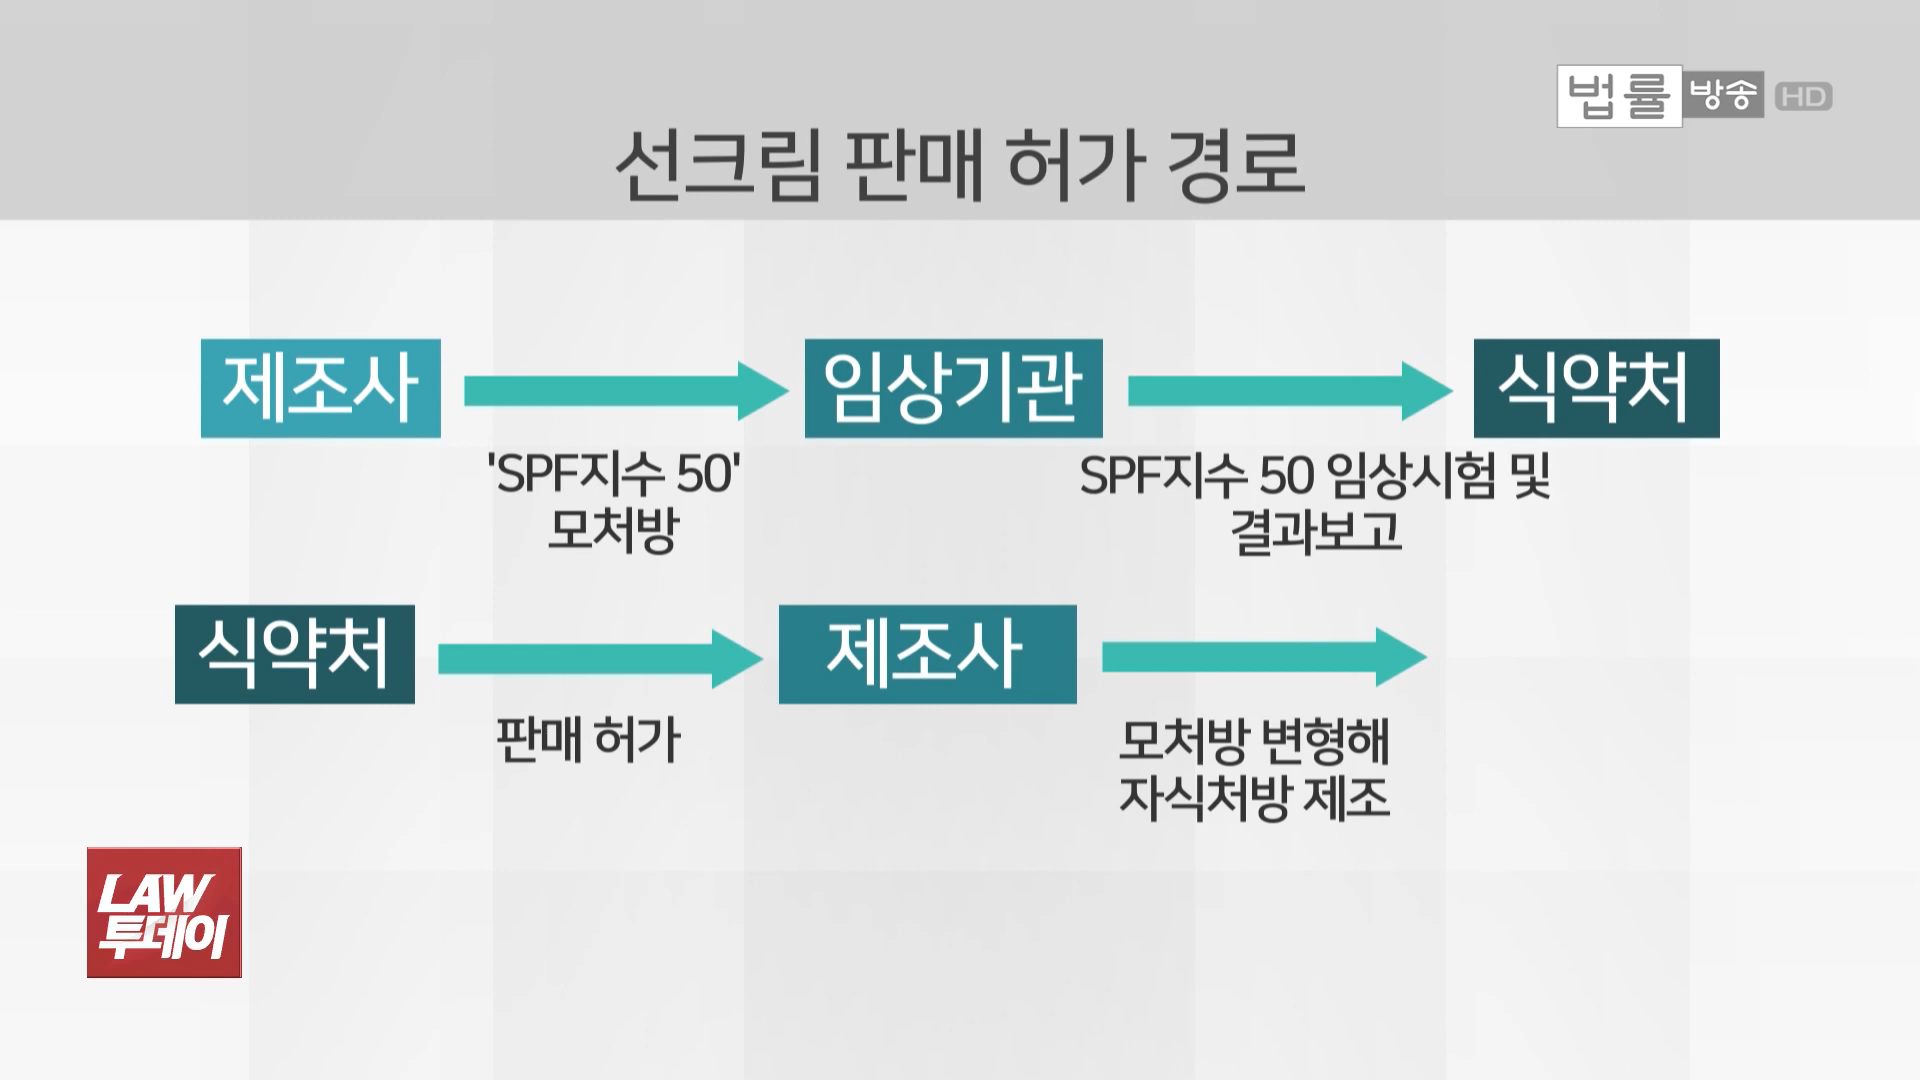 법률방송 HD
선크림 판매 허가 경로
제조사 임상기관 식약처
'SPF지수 50'
모처방
SPF지수 50 임상시험 및
결과보고
식약처 제조사
판매 허가
모처방 변형해
자식처방 제조
LAW
투데이